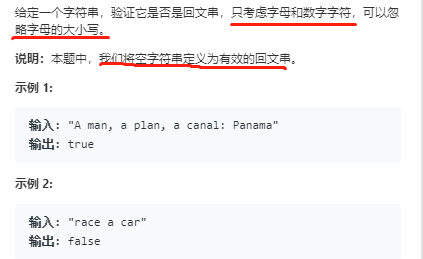 给定一个字符串，验证它是否是回文串，只考虑字母和数字字符，可以忽
略字母的大小写。
说明：本题中，我们将空字符串定义为有效的回文串。
示例 1:
输入: "A man, a plan, a canal: Panama"
输出: true
示例 2:
输入: "race a car"
输出: false